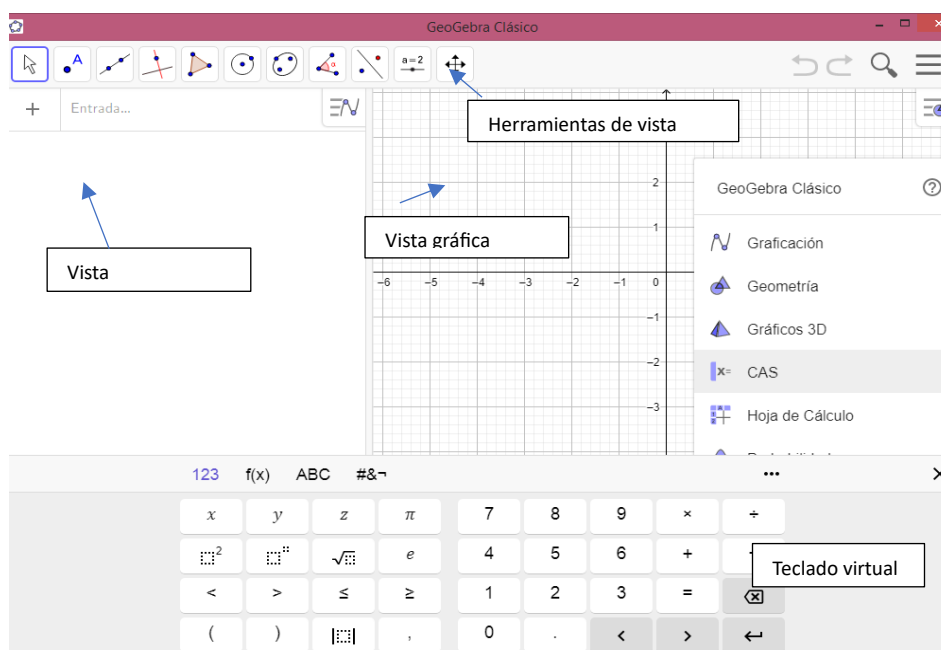 GeoGebra Clásico
A a=2
+ Entrada...
Herramientas de vista
2
GeoGebra Clásico
Vista gráfica
1
Graficación
Vista
−6 −5 −4 −3 −2 −1 0
Geometría
−1
Gráficos 3D
−2
x= CAS
−3
Hoja de Cálculo
123 f(x) ABC #&¬ ...
x y z π 7 8 9 × ÷
2 √ e 4 5 6 +
Teclado virtual
< > ≤ ≥ 1 2 3 =
( ) | | , 0 . < >